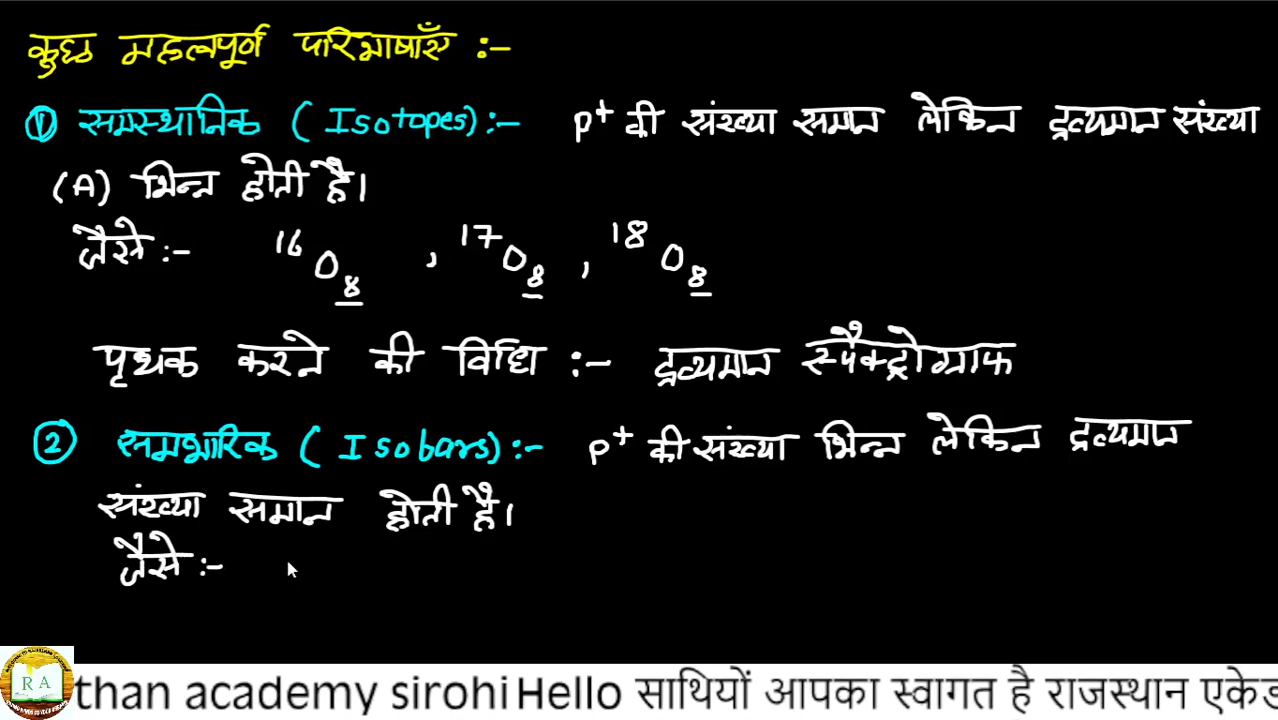 कुछ महत्वपूर्ण परिभाषाएँ :-
① समस्थानिक ( Isotopes) :- P⁺ की संख्या समान लेकिन द्रव्यमान संख्या
(A) भिन्न होती है।
जैसे :- ¹⁶O₈ , ¹⁷O₈ , ¹⁸O₈
पृथक करने की विधि :- द्रव्यमान स्पैक्ट्रोग्राफ
② समभारिक ( Isobars) :- P⁺ की संख्या भिन्न लेकिन द्रव्यमान
संख्या समान होती है।
जैसे :-
RA
than academy sirohi Hello साथियों आपका स्वागत है राजस्थान एकेड